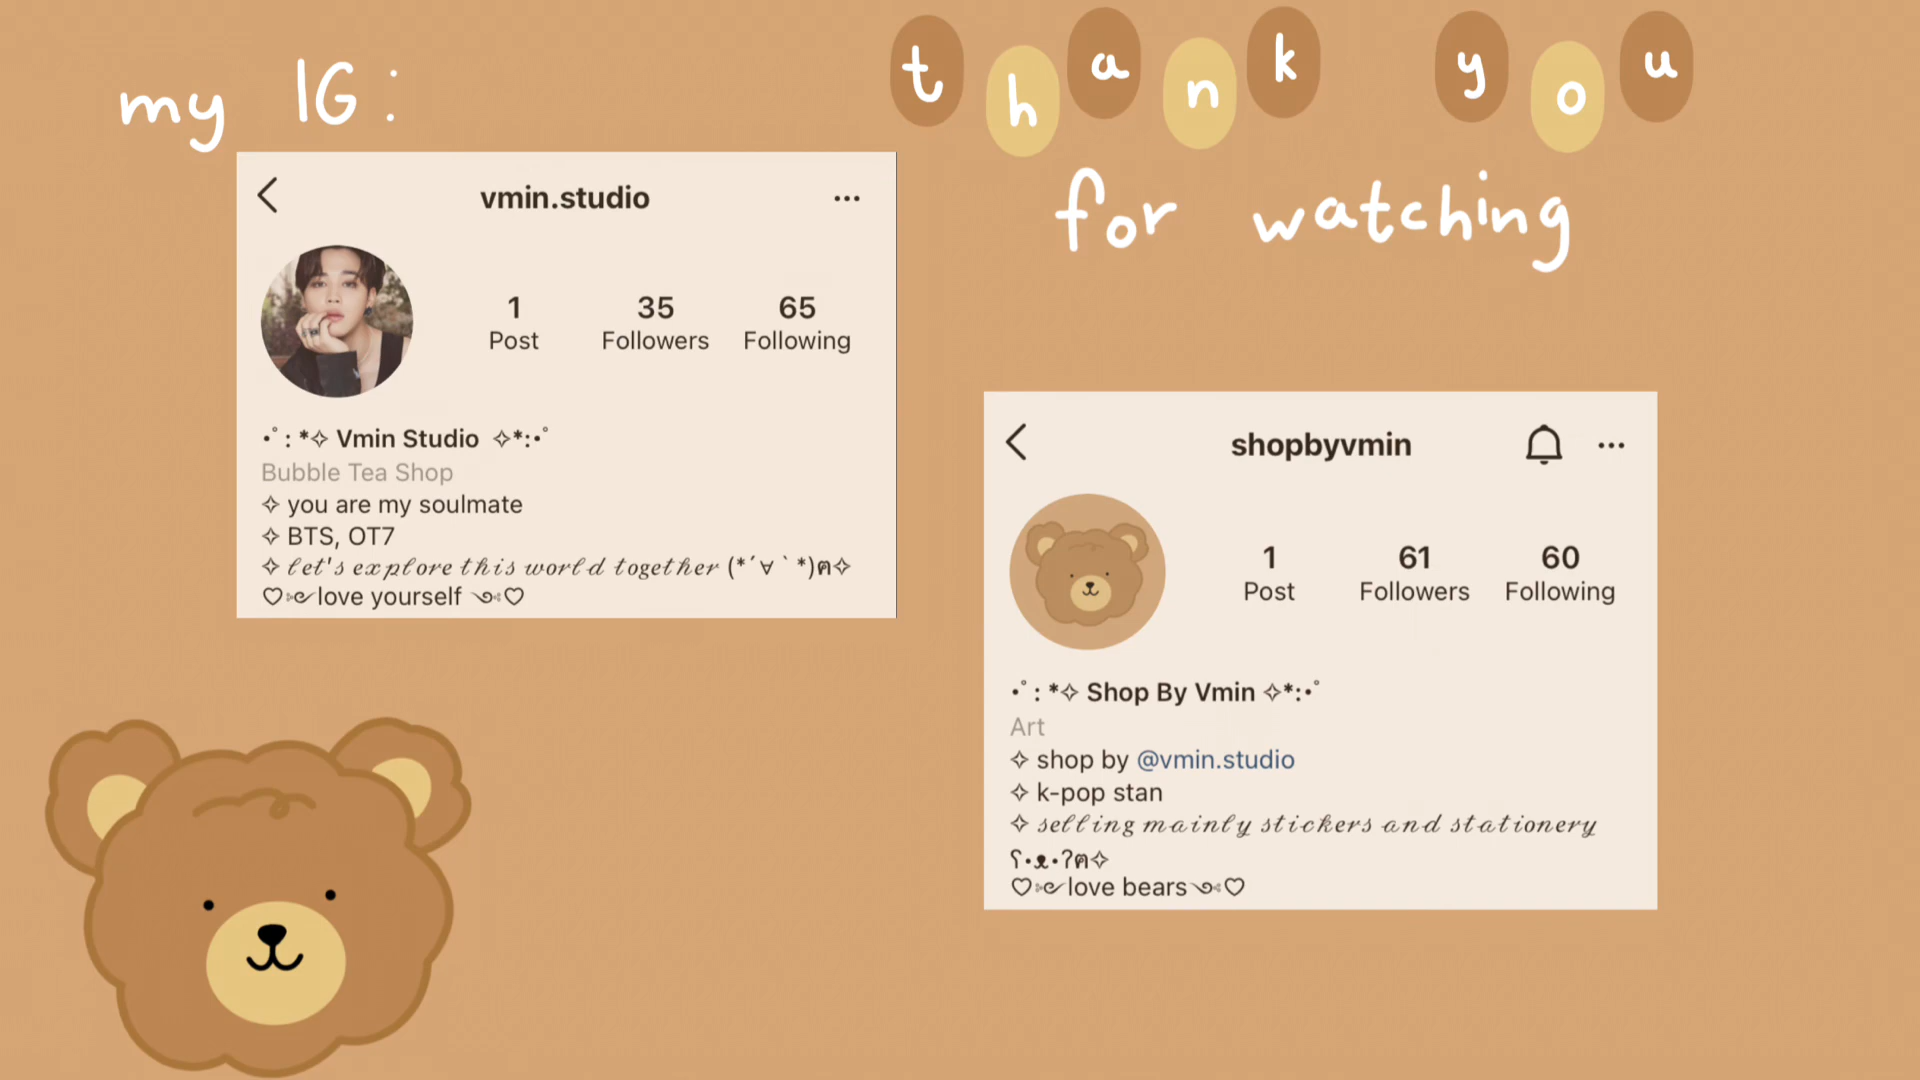 my IG:
thank you
for watching
vmin.studio
1 35 65
Post Followers Following
•˚ : *✧ Vmin Studio ✧*:•˚
Bubble Tea Shop
✧ you are my soulmate
✧ BTS, OT7
✧ 𝓁ℯ𝓉'𝓈 ℯ𝓍𝓅𝓁ℴ𝓇ℯ 𝓉𝒽𝒾𝓈 𝓌ℴ𝓇𝓁𝒹 𝓉ℴℊℯ𝓉𝒽ℯ𝓇 (*´∀`*)ฅ✧
♡༻love yourself ༺♡
shopbyvmin
1 61 60
Post Followers Following
•˚ : *✧ Shop By Vmin ✧*:•˚
Art
✧ shop by @vmin.studio
✧ k-pop stan
✧ 𝓈ℯ𝓁𝓁𝒾𝓃ℊ 𝓂𝒶𝒾𝓃𝓁𝓎 𝓈𝓉𝒾𝒸𝓀ℯ𝓇𝓈 𝒶𝓃𝒹 𝓈𝓉𝒶𝓉𝒾ℴ𝓃ℯ𝓇𝓎
ʕ•ᴥ•ʔฅ✧
♡༻love bears༺♡